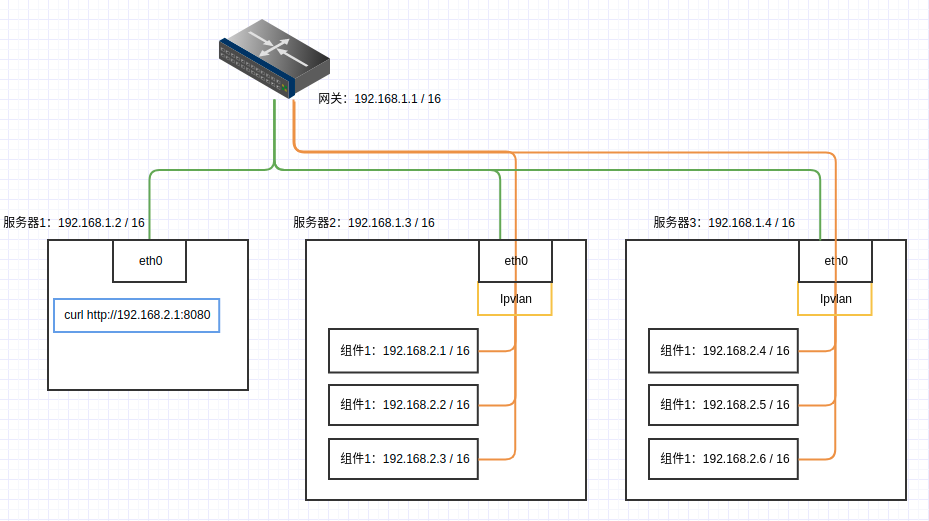 网关：192.168.1.1 / 16
服务器1：192.168.1.2 / 16
服务器2：192.168.1.3 / 16
服务器3：192.168.1.4 / 16
eth0
curl http://192.168.2.1:8080
eth0
Ipvlan
组件1：192.168.2.1 / 16
组件1：192.168.2.2 / 16
组件1：192.168.2.3 / 16
eth0
Ipvlan
组件1：192.168.2.4 / 16
组件1：192.168.2.5 / 16
组件1：192.168.2.6 / 16